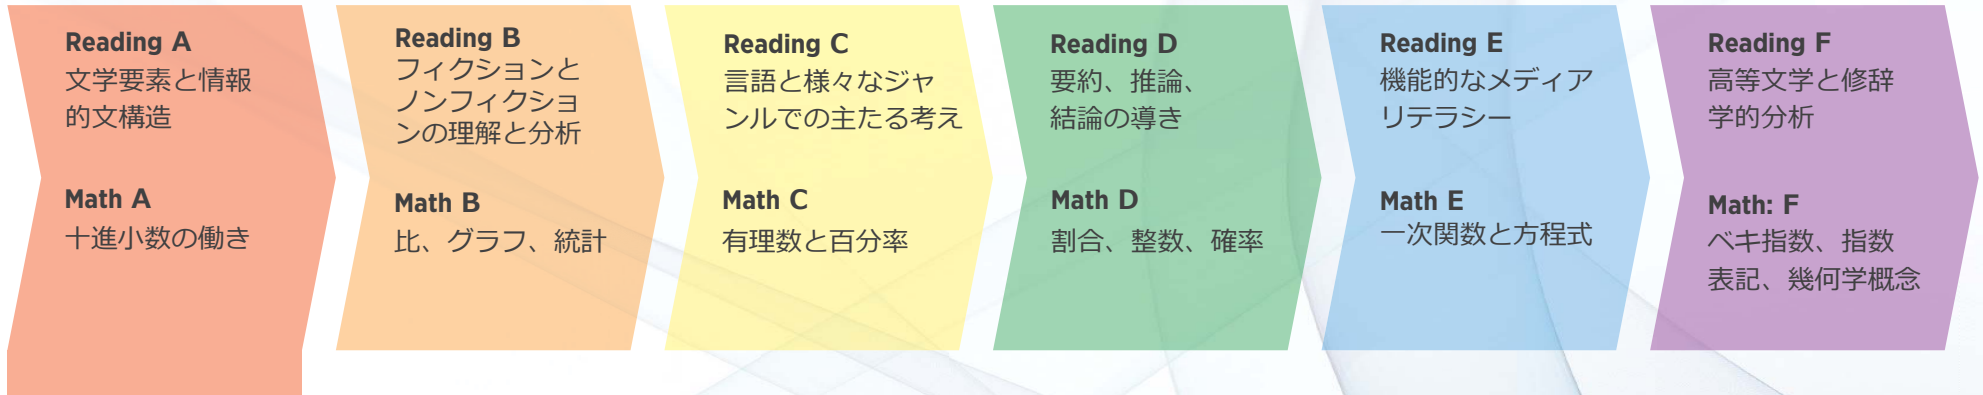 Reading A
文学要素と情報
的文構造
Math A
十進小数の働き
Reading B
フィクションと
ノンフィクショ
ンの理解と分析
Math B
比、グラフ、統計
Reading C
言語と様々なジャ
ンルでの主たる考え
Math C
有理数と百分率
Reading D
要約、推論、
結論の導き
Math D
割合、整数、確率
Reading E
機能的なメディア
リテラシー
Math E
一次関数と方程式
Reading F
高等文学と修辞
学的分析
Math: F
ベキ指数、指数
表記、幾何学概念